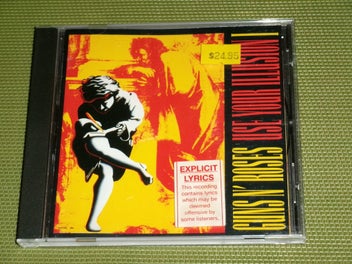 $24.95
GUNS N' ROSES USE YOUR ILLUSION I
EXPLICIT
LYRICS
This recording
contains lyrics
which may be
deemed
offensive by
some listeners.